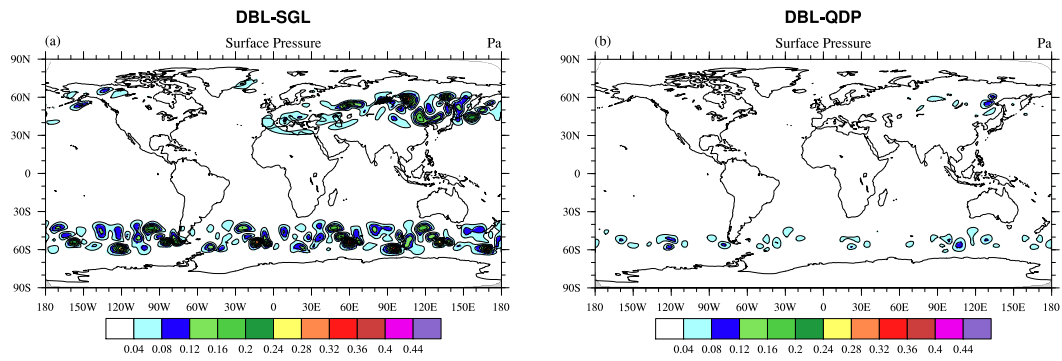 DBL-SGL
(a) Surface Pressure Pa
90N
60N
30N
0
30S
60S
90S
180 150W 120W 90W 60W 30W 0 30E 60E 90E 120E 150E 180
0.04 0.08 0.12 0.16 0.2 0.24 0.28 0.32 0.36 0.4 0.44
DBL-QDP
(b) Surface Pressure Pa
90N
60N
30N
0
30S
60S
90S
180 150W 120W 90W 60W 30W 0 30E 60E 90E 120E 150E 180
0.04 0.08 0.12 0.16 0.2 0.24 0.28 0.32 0.36 0.4 0.44